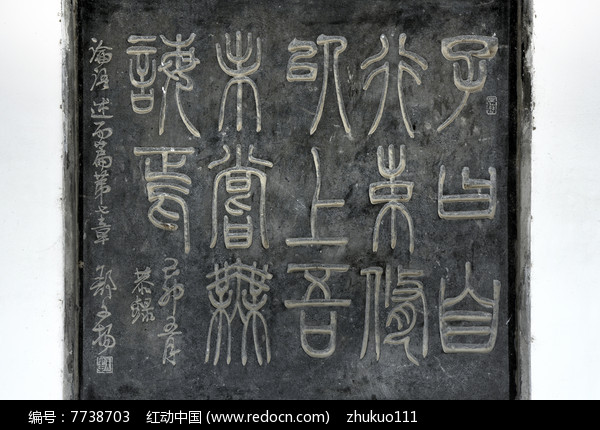 子曰自
行束脩
以上吾
未嘗無
誨焉
己卯五月
恭錄
論語述而篇第七章
编号：7738703 红动中国 (www.redocn.com) zhukuo111